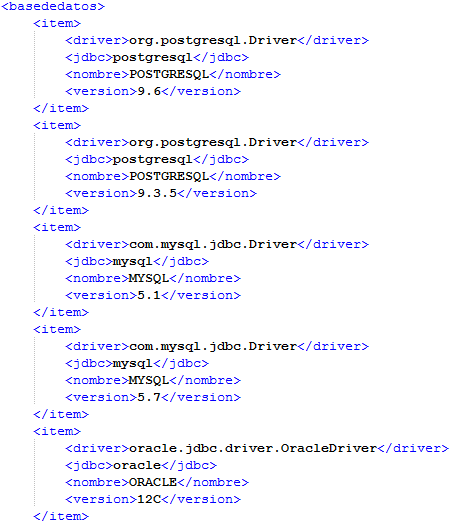 <basededatos>
<item>
<driver>org.postgresql.Driver</driver>
<jdbc>postgresql</jdbc>
<nombre>POSTGRESQL</nombre>
<version>9.6</version>
</item>
<item>
<driver>org.postgresql.Driver</driver>
<jdbc>postgresql</jdbc>
<nombre>POSTGRESQL</nombre>
<version>9.3.5</version>
</item>
<item>
<driver>com.mysql.jdbc.Driver</driver>
<jdbc>mysql</jdbc>
<nombre>MYSQL</nombre>
<version>5.1</version>
</item>
<item>
<driver>com.mysql.jdbc.Driver</driver>
<jdbc>mysql</jdbc>
<nombre>MYSQL</nombre>
<version>5.7</version>
</item>
<item>
<driver>oracle.jdbc.driver.OracleDriver</driver>
<jdbc>oracle</jdbc>
<nombre>ORACLE</nombre>
<version>12C</version>
</item>